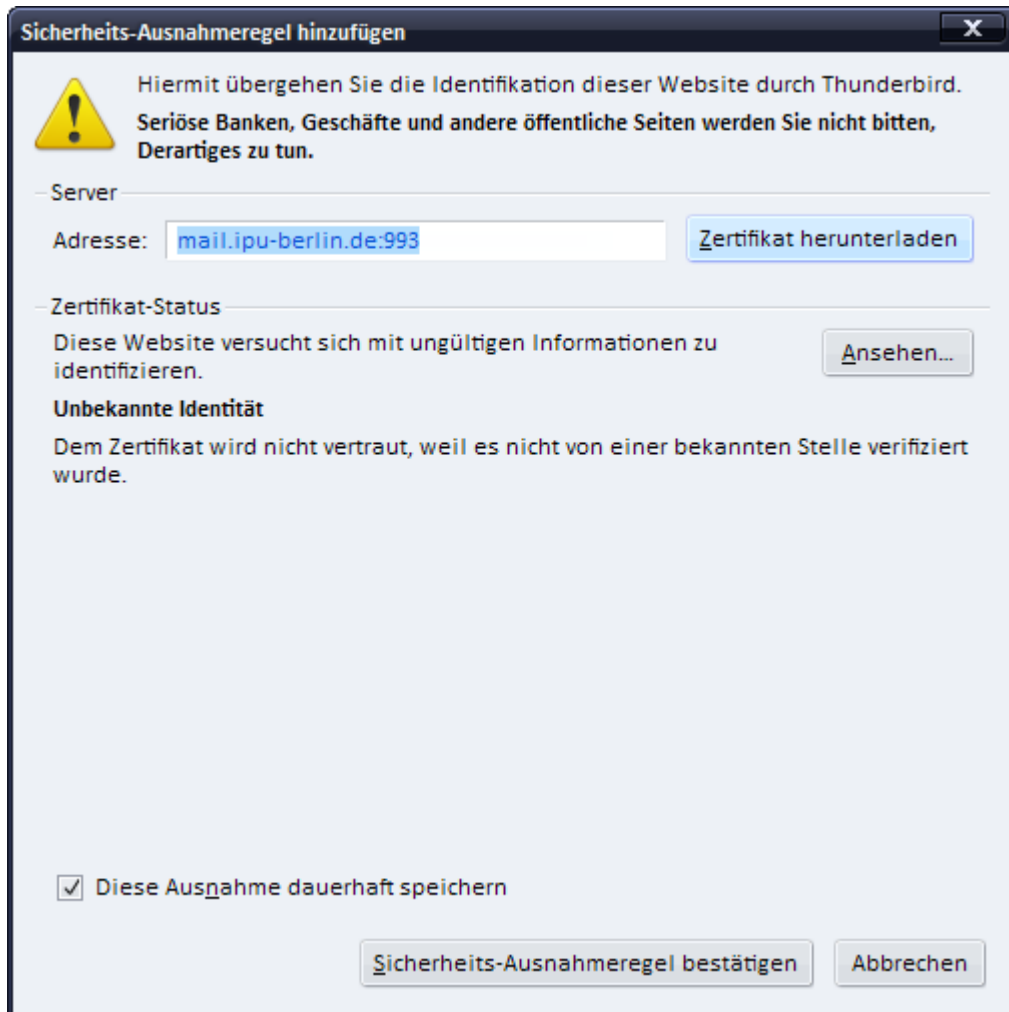 Sicherheits-Ausnahmeregel hinzufügen
X
Hiermit übergehen Sie die Identifikation dieser Website durch Thunderbird.
Seriöse Banken, Geschäfte und andere öffentliche Seiten werden Sie nicht bitten,
Derartiges zu tun.
Server
Adresse: mail.ipu-berlin.de:993 Zertifikat herunterladen
Zertifikat-Status
Diese Website versucht sich mit ungültigen Informationen zu
identifizieren.
Ansehen...
Unbekannte Identität
Dem Zertifikat wird nicht vertraut, weil es nicht von einer bekannten Stelle verifiziert
wurde.
Diese Ausnahme dauerhaft speichern
Sicherheits-Ausnahmeregel bestätigen Abbrechen